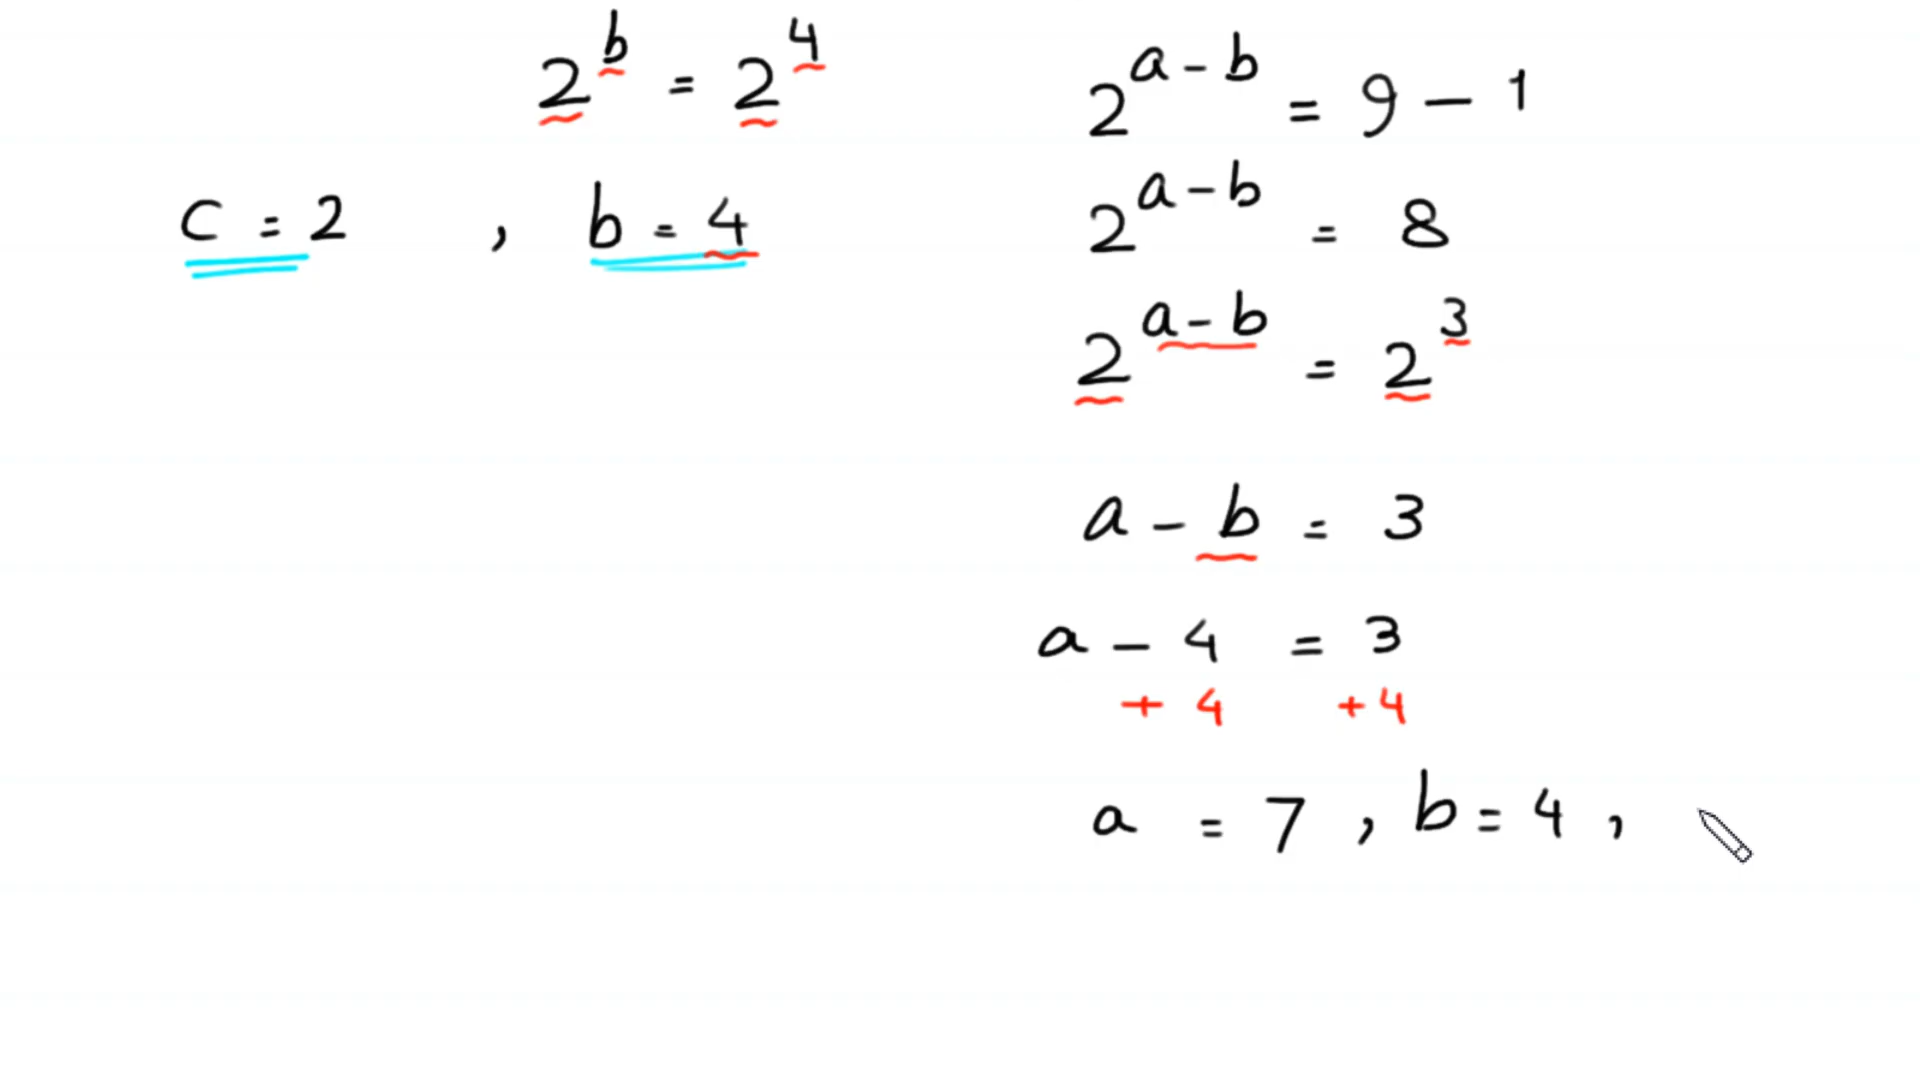 2^b = 2^4
c = 2 , b = 4
2^{a-b} = 9 - 1
2^{a-b} = 8
2^{a-b} = 2^3
a - b = 3
a - 4 = 3
+ 4 + 4
a = 7 , b = 4 ,